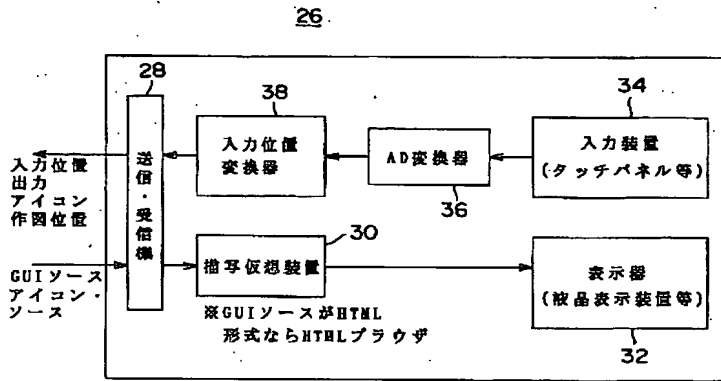 26
28
送信・受信機
38
入力位置
変換器
AD変換器
36
34
入力装置
(タッチパネル等)
入力位置
出力
アイコン
作図位置
GUIソース
アイコン・
ソース
30
描写仮想装置
※GUIソースがHTML
形式ならHTMLブラウザ
表示器
(液晶表示装置等)
32